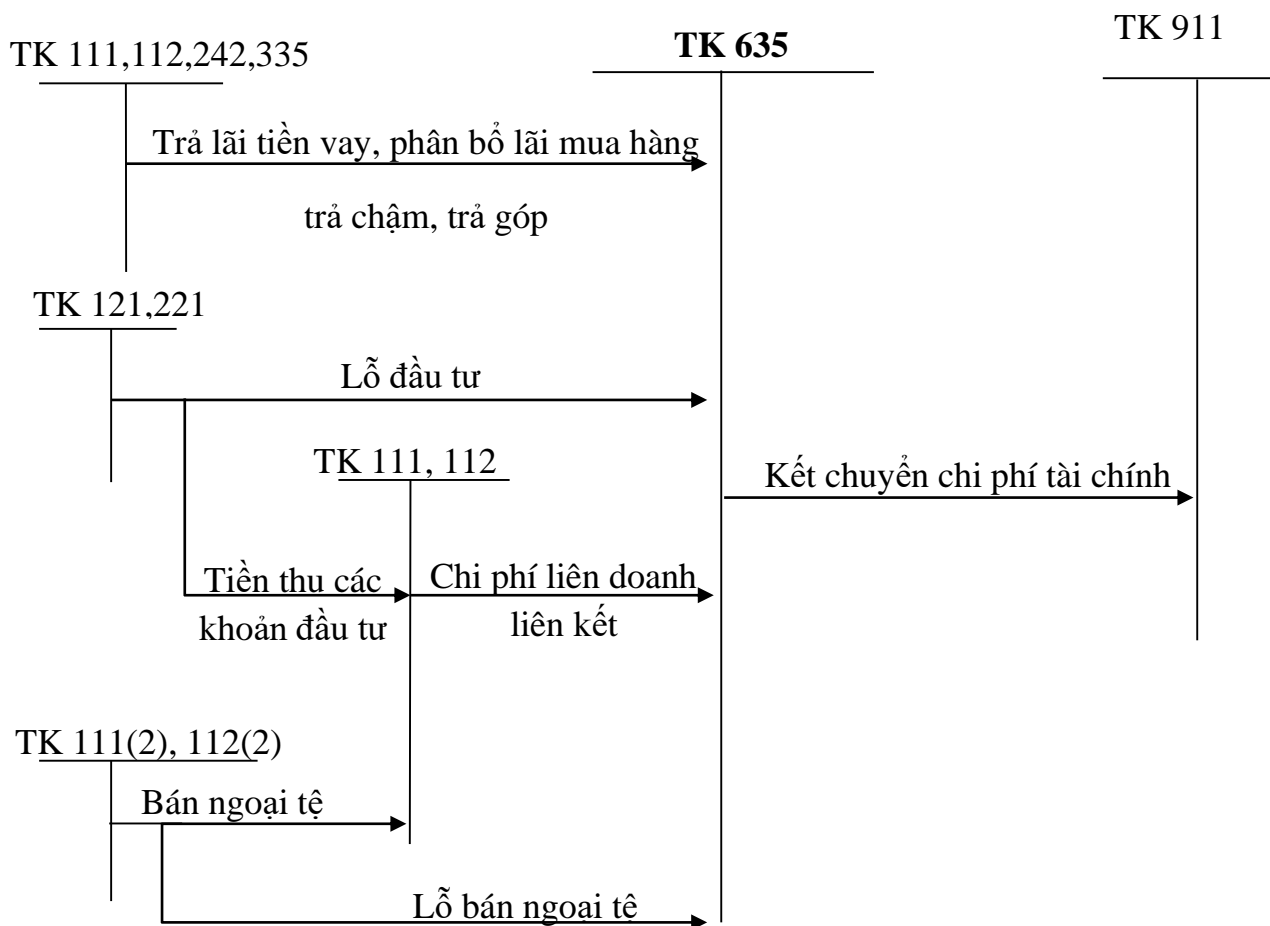 TK 111,112,242,335
TK 635
TK 911
Trả lãi tiền vay, phân bổ lãi mua hàng
trả chậm, trả góp
TK 121,221
Lỗ đầu tư
TK 111, 112
Kết chuyển chi phí tài chính
Tiền thu các
khoản đầu tư
Chi phí liên doanh
liên kết
TK 111(2), 112(2)
Bán ngoại tệ
Lỗ bán ngoại tệ